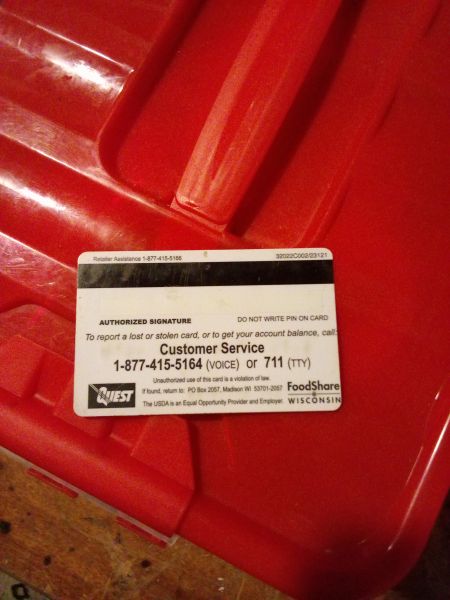 Retailer Assistance 1-877-415-5166 32022C002/23121
AUTHORIZED SIGNATURE DO NOT WRITE PIN ON CARD
To report a lost or stolen card, or to get your account balance, call:
Customer Service
1-877-415-5164 (VOICE) or 711 (TTY)
Unauthorized use of this card is a violation of law.
If found, return to: PO Box 2057, Madison WI 53701-2057
The USDA is an Equal Opportunity Provider and Employer.
QUEST
FoodShare
WISCONSIN